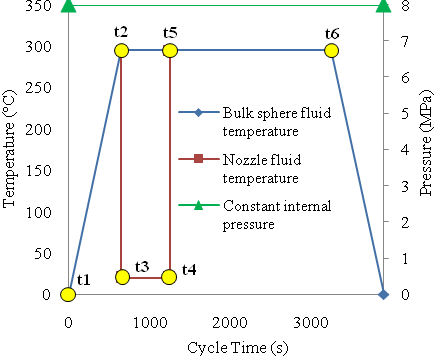 350
300
250
200
150
100
50
0
Temperature (°C)
t2
t5
t6
t1
t3
t4
Bulk sphere fluid
temperature
Nozzle fluid
temperature
Constant internal
pressure
8
7
6
5
4
3
2
1
0
Pressure (MPa)
0
1000
2000
3000
Cycle Time (s)